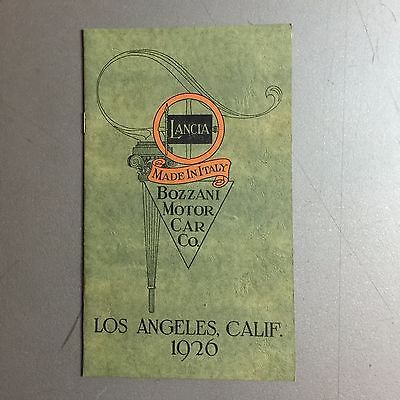 LANCIA
MADE IN ITALY
BOZZANI
MOTOR
CAR
CO.
LOS ANGELES, CALIF.
1926